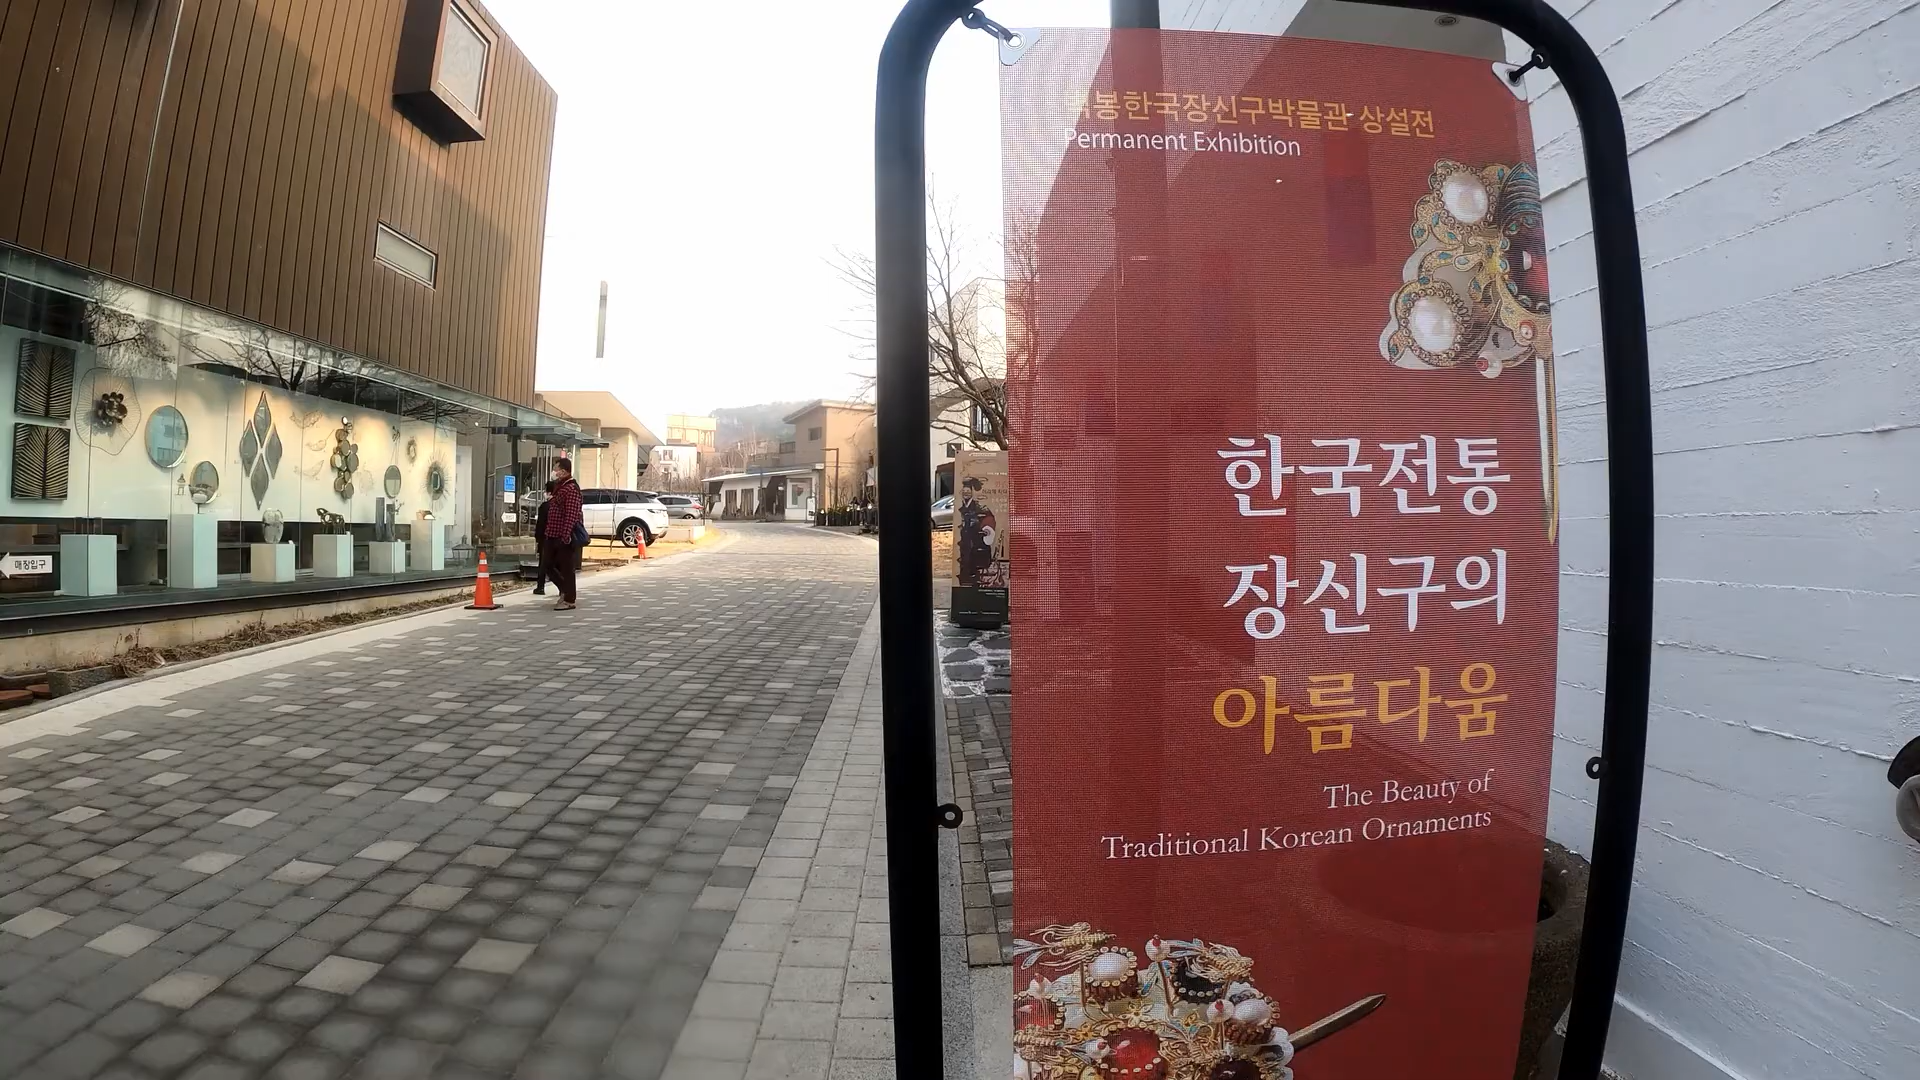 봉한국장신구박물관 상설전
Permanent Exhibition
한국전통
장신구의
아름다움
The Beauty of
Traditional Korean Ornaments
매장입구